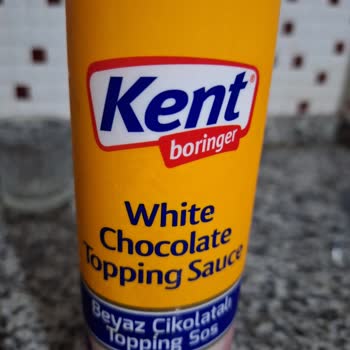 Kent®
boringer
White
Chocolate
Topping Sauce
Beyaz Çikolatalı
Topping Sos